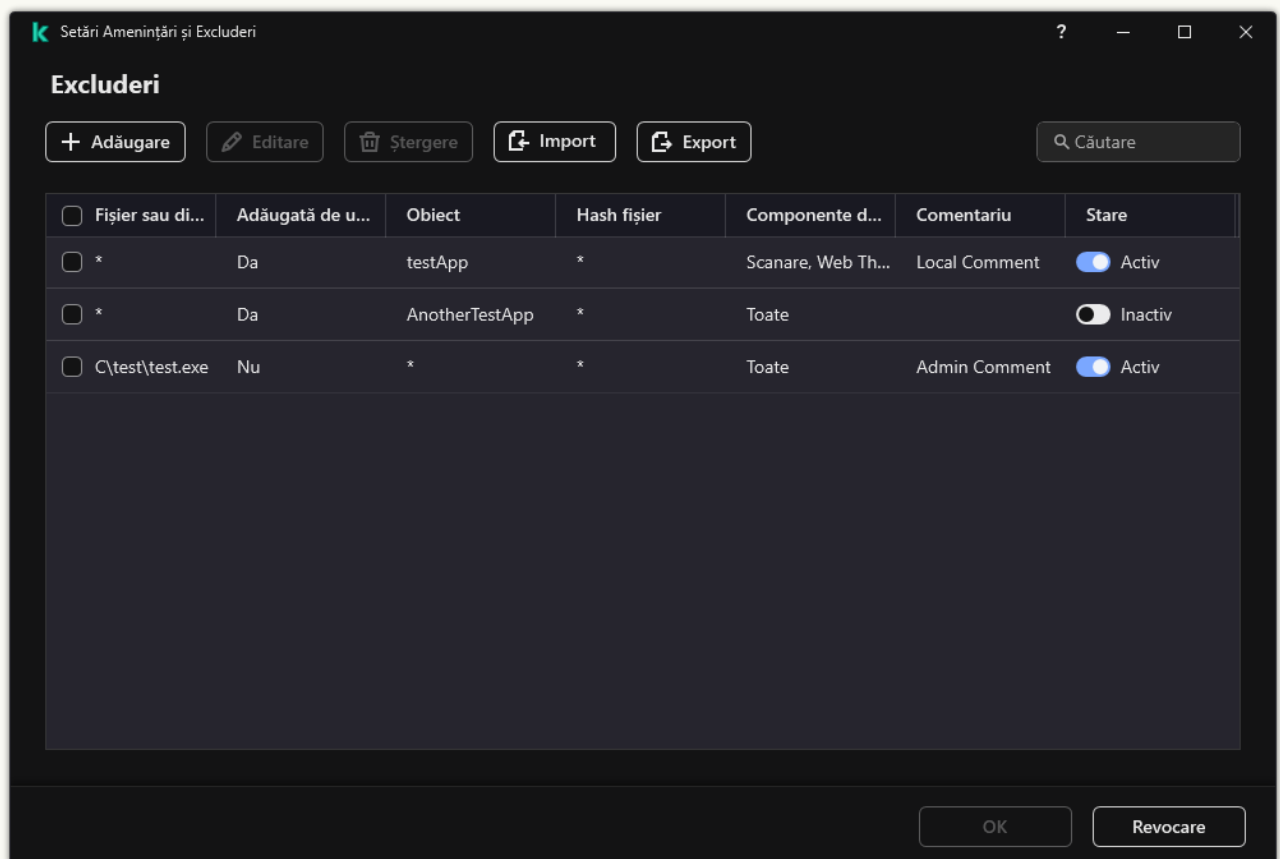 Setări Amenințări și Excluderi ?
Excluderi
Adăugare Editare Ștergere Import Export Căutare
Fișier sau di... Adăugată de u... Obiect Hash fișier Componente d... Comentariu Stare
* Da testApp * Scanare, Web Th... Local Comment Activ
* Da AnotherTestApp * Toate Inactiv
C\test\test.exe Nu * * Toate Admin Comment Activ
OK Revocare